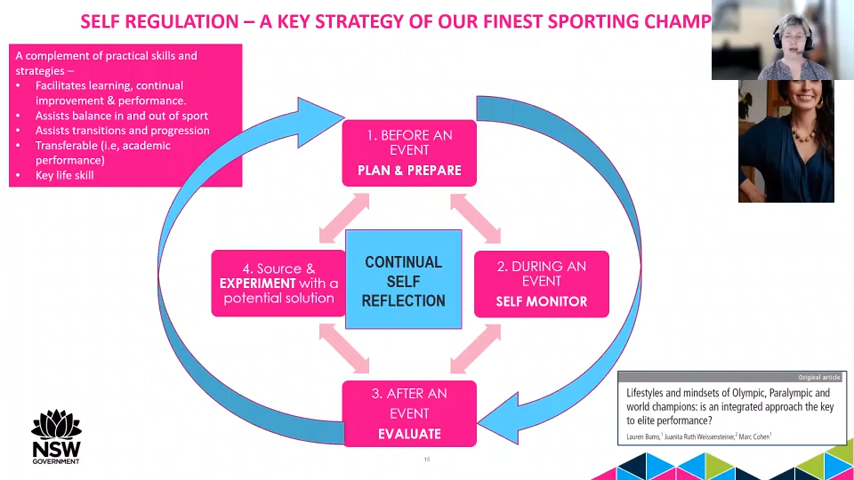 SELF REGULATION – A KEY STRATEGY OF OUR FINEST SPORTING CHAMP
A complement of practical skills and
strategies –
• Facilitates learning, continual
improvement & performance.
• Assists balance in and out of sport
• Assists transitions and progression
• Transferable (i.e, academic
performance)
• Key life skill
1. BEFORE AN
EVENT
PLAN & PREPARE
2. DURING AN
EVENT
SELF MONITOR
3. AFTER AN
EVENT
EVALUATE
4. Source &
EXPERIMENT with a
potential solution
CONTINUAL
SELF
REFLECTION
Original article
Lifestyles and mindsets of Olympic, Paralympic and
world champions: is an integrated approach the key
to elite performance?
Lauren Burns,1 Juanita Ruth Weissensteiner,2 Marc Cohen1
NSW
GOVERNMENT
16